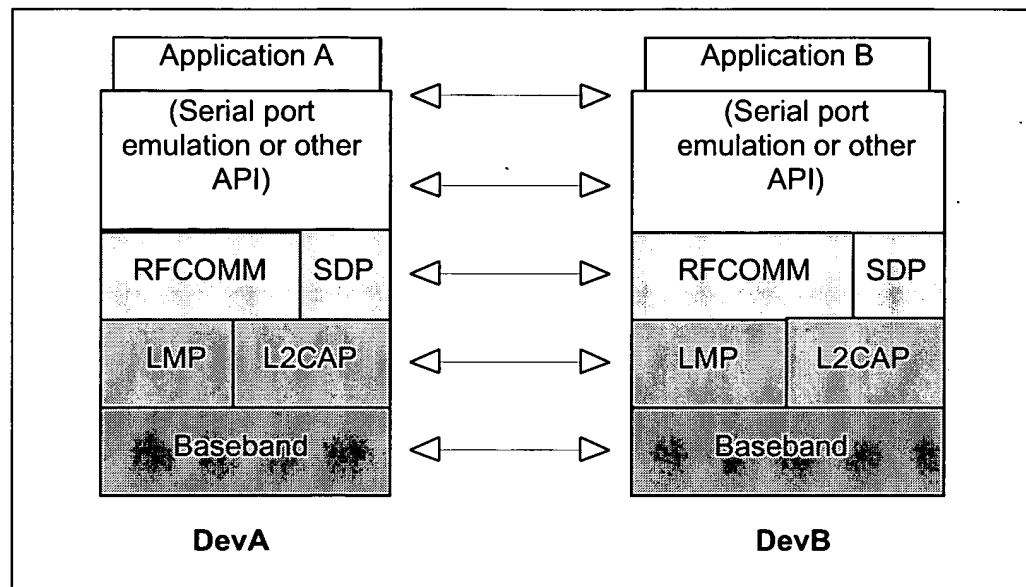 Application A
(Serial port
emulation or other
API)
RFCOMM
SDP
LMP
L2CAP
Baseband
DevA
Application B
(Serial port
emulation or other
API)
RFCOMM
SDP
LMP
L2CAP
Baseband
DevB